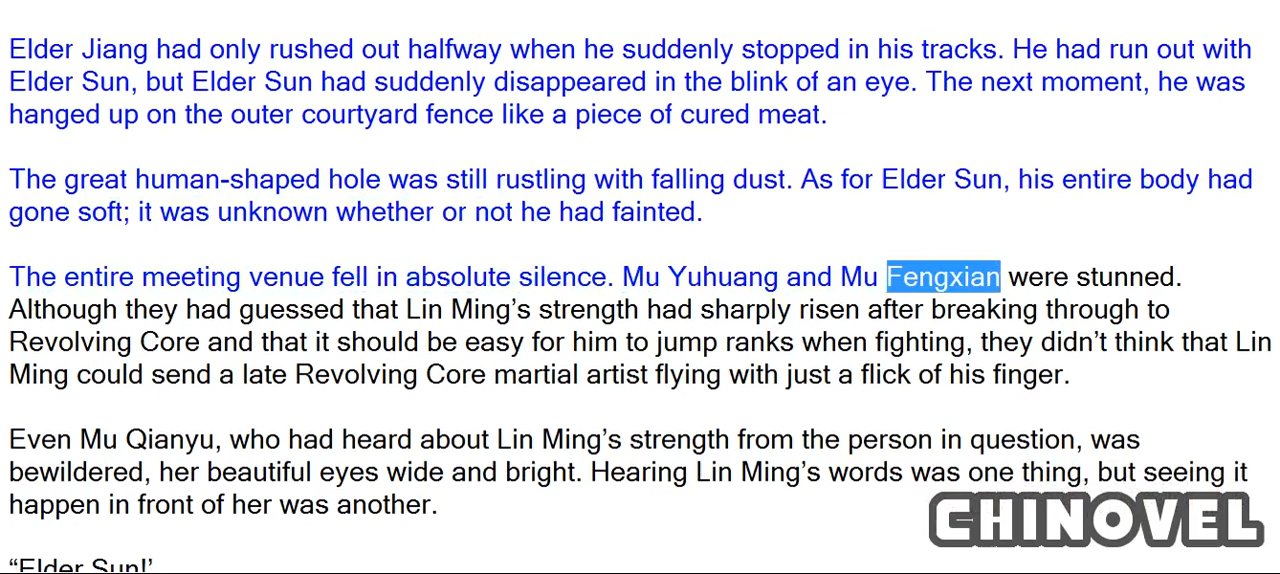 Elder Jiang had only rushed out halfway when he suddenly stopped in his tracks. He had run out with
Elder Sun, but Elder Sun had suddenly disappeared in the blink of an eye. The next moment, he was
hanged up on the outer courtyard fence like a piece of cured meat.
The great human-shaped hole was still rustling with falling dust. As for Elder Sun, his entire body had
gone soft; it was unknown whether or not he had fainted.
The entire meeting venue fell in absolute silence. Mu Yuhuang and Mu Fengxian were stunned.
Although they had guessed that Lin Ming’s strength had sharply risen after breaking through to
Revolving Core and that it should be easy for him to jump ranks when fighting, they didn’t think that Lin
Ming could send a late Revolving Core martial artist flying with just a flick of his finger.
Even Mu Qianyu, who had heard about Lin Ming’s strength from the person in question, was
bewildered, her beautiful eyes wide and bright. Hearing Lin Ming’s words was one thing, but seeing it
happen in front of her was another.
CHINOVEL
“Elder Sun!’